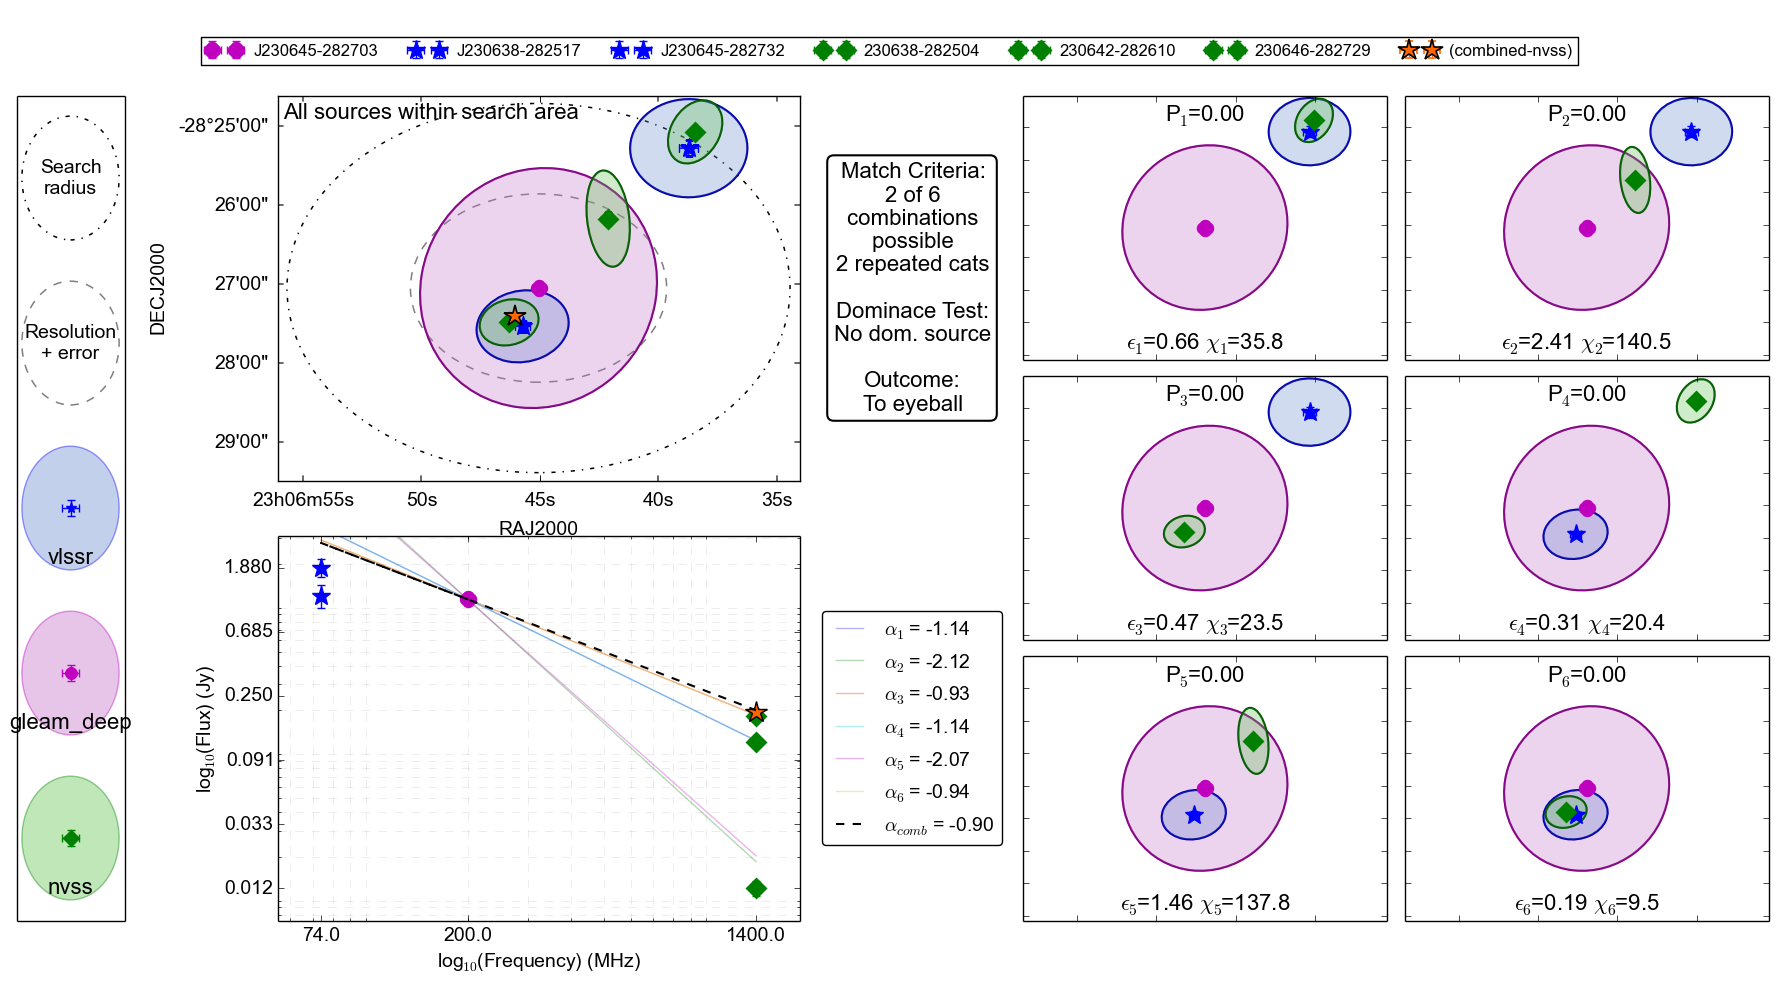 J230645-282703 J230638-282517 J230645-282732 230638-282504 230642-282610 230646-282729 (combined-nvss)
Search
radius
Resolution
+ error
vlssr
gleam_deep
nvss
All sources within search area
DECJ2000
-28°25'00"
26'00"
27'00"
28'00"
29'00"
23h06m55s 50s 45s 40s 35s
RAJ2000
Match Criteria:
2 of 6
combinations
possible
2 repeated cats
Dominace Test:
No dom. source
Outcome:
To eyeball
log10(Flux) (Jy)
1.880
0.685
0.250
0.091
0.033
0.012
74.0 200.0 1400.0
log10(Frequency) (MHz)
α1 = -1.14
α2 = -2.12
α3 = -0.93
α4 = -1.14
α5 = -2.07
α6 = -0.94
αcomb = -0.90
P1=0.00
ϵ1=0.66 χ1=35.8
P2=0.00
ϵ2=2.41 χ2=140.5
P3=0.00
ϵ3=0.47 χ3=23.5
P4=0.00
ϵ4=0.31 χ4=20.4
P5=0.00
ϵ5=1.46 χ5=137.8
P6=0.00
ϵ6=0.19 χ6=9.5